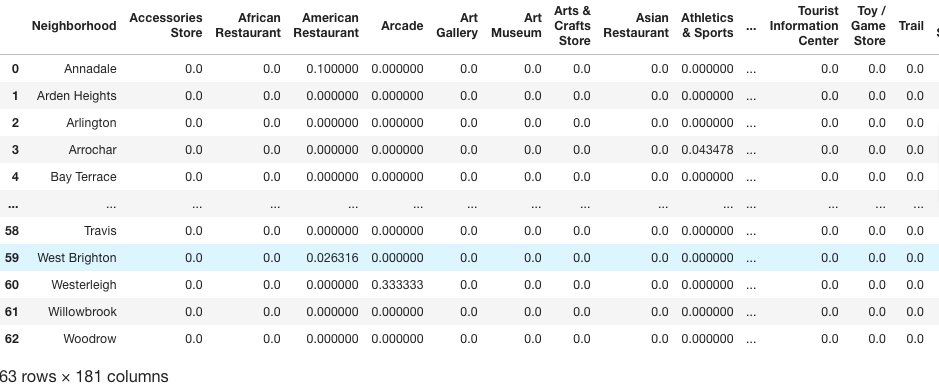 Neighborhood Accessories Store African Restaurant American Restaurant Arcade Art Gallery Art Museum Arts & Crafts Store Asian Restaurant Athletics & Sports ... Tourist Information Center Toy / Game Store Trail
0 Annadale 0.0 0.0 0.100000 0.000000 0.0 0.0 0.0 0.0 0.000000 ... 0.0 0.0 0.0
1 Arden Heights 0.0 0.0 0.000000 0.000000 0.0 0.0 0.0 0.0 0.000000 ... 0.0 0.0 0.0
2 Arlington 0.0 0.0 0.000000 0.000000 0.0 0.0 0.0 0.0 0.000000 ... 0.0 0.0 0.0
3 Arrochar 0.0 0.0 0.000000 0.000000 0.0 0.0 0.0 0.0 0.043478 ... 0.0 0.0 0.0
4 Bay Terrace 0.0 0.0 0.000000 0.000000 0.0 0.0 0.0 0.0 0.000000 ... 0.0 0.0 0.0
... ... ... ... ... ... ... ... ... ... ... ... ... ... ...
58 Travis 0.0 0.0 0.000000 0.000000 0.0 0.0 0.0 0.0 0.000000 ... 0.0 0.0 0.0
59 West Brighton 0.0 0.0 0.026316 0.000000 0.0 0.0 0.0 0.0 0.000000 ... 0.0 0.0 0.0
60 Westerleigh 0.0 0.0 0.000000 0.333333 0.0 0.0 0.0 0.0 0.000000 ... 0.0 0.0 0.0
61 Willowbrook 0.0 0.0 0.000000 0.000000 0.0 0.0 0.0 0.0 0.000000 ... 0.0 0.0 0.0
62 Woodrow 0.0 0.0 0.000000 0.000000 0.0 0.0 0.0 0.0 0.000000 ... 0.0 0.0 0.0
63 rows × 181 columns